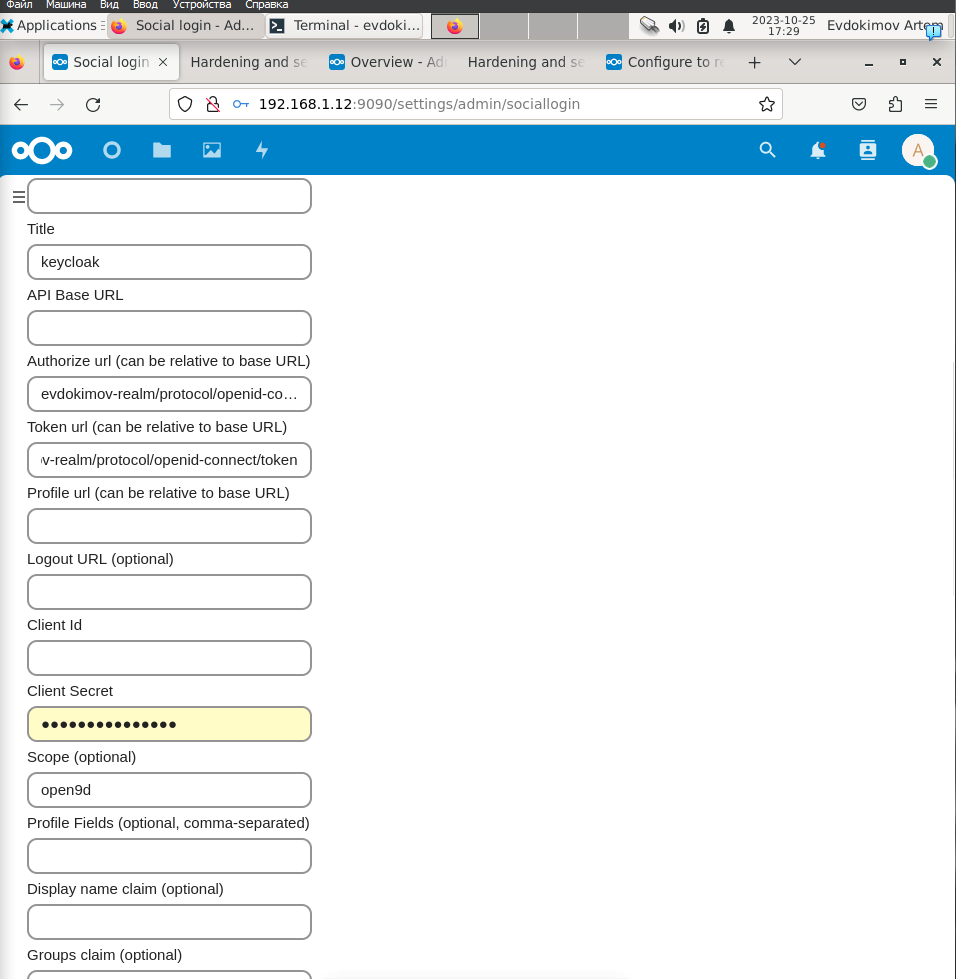 Файл Машина Вид Ввод Устройства Справка
Applications Social login - Ad... Terminal - evdoki... 2023-10-25 17:29 Evdokimov Artem
Social login Hardening and se Overview - Ad Hardening and se Configure to re
192.168.1.12:9090/settings/admin/sociallogin
A
Title
keycloak
API Base URL
Authorize url (can be relative to base URL)
evdokimov-realm/protocol/openid-co...
Token url (can be relative to base URL)
v-realm/protocol/openid-connect/token
Profile url (can be relative to base URL)
Logout URL (optional)
Client Id
Client Secret
•••••••••••••••
Scope (optional)
open9d
Profile Fields (optional, comma-separated)
Display name claim (optional)
Groups claim (optional)